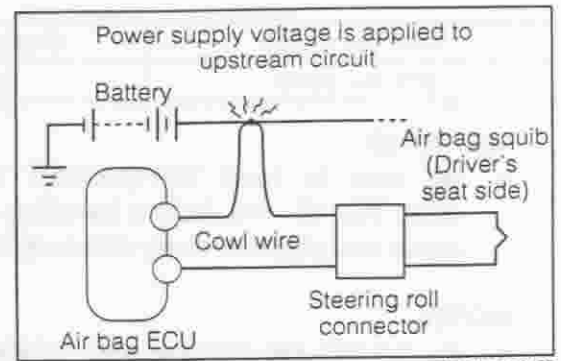 Power supply voltage is applied to
upstream circuit
Battery
Air bag squib
(Driver's
seat side)
Cowl wire
Steering roll
connector
Air bag ECU